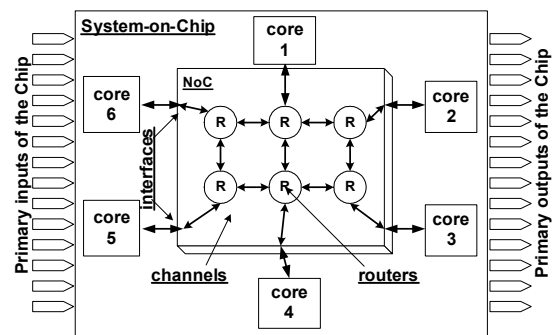 System-on-Chip
core
1
NoC
core
6
core
2
R R R
R R R
core
5
core
3
core
4
interfaces
channels
routers
Primary inputs of the Chip
Primary outputs of the Chip